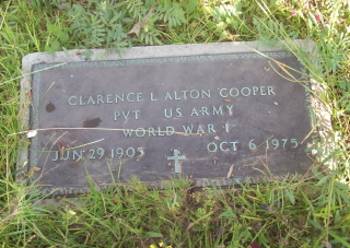 CLARENCE L ALTON COOPER
PVT US ARMY
WORLD WAR I
JUN 29 1905 OCT 6 1975